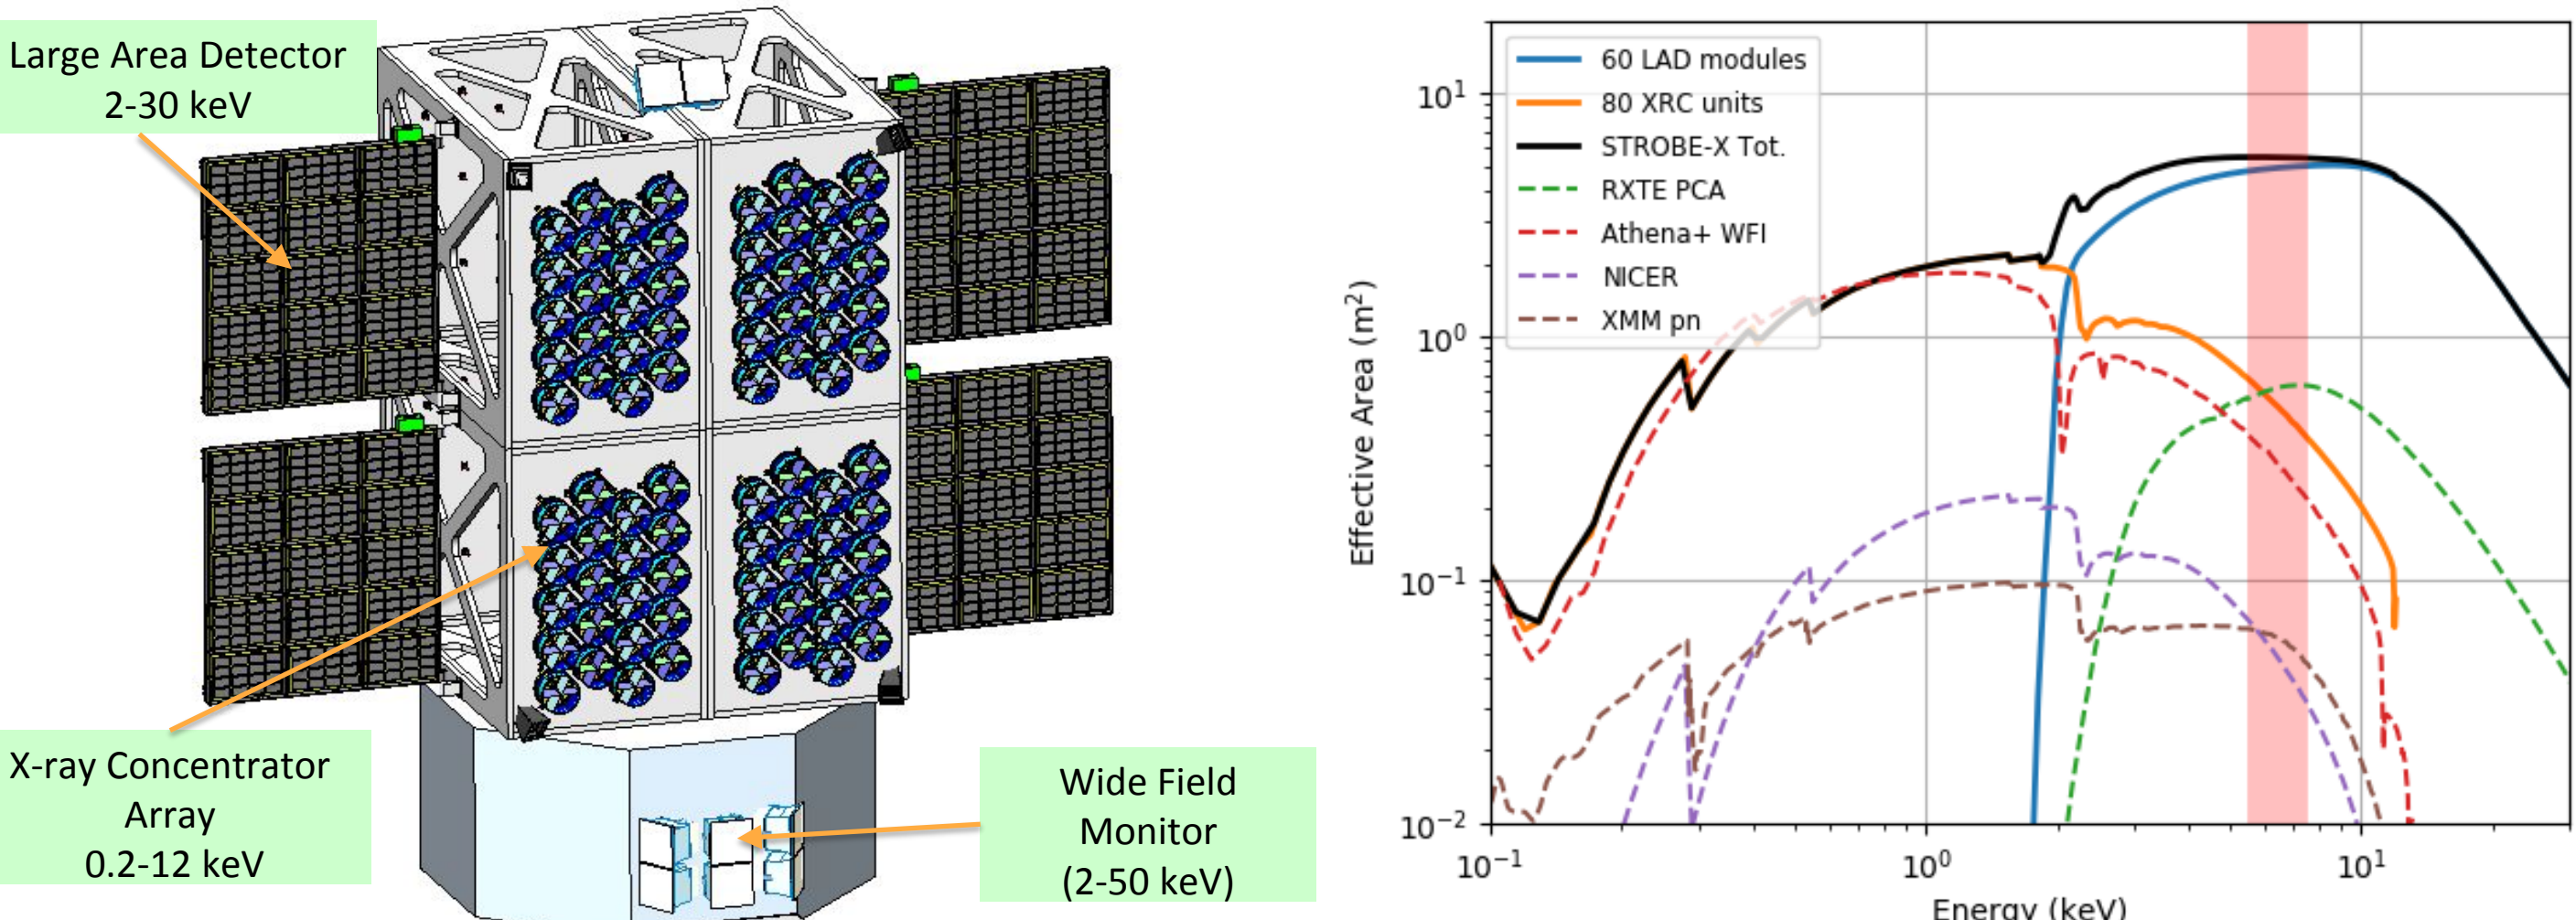 Large Area Detector
2-30 keV
X-ray Concentrator
Array
0.2-12 keV
Wide Field
Monitor
(2-50 keV)
60 LAD modules
80 XRC units
STROBE-X Tot.
RXTE PCA
Athena+ WFI
NICER
XMM pn
Effective Area (m²)
10¹
10⁰
10⁻¹
10⁻²
10⁻¹ 10⁰ 10¹
Energy (keV)